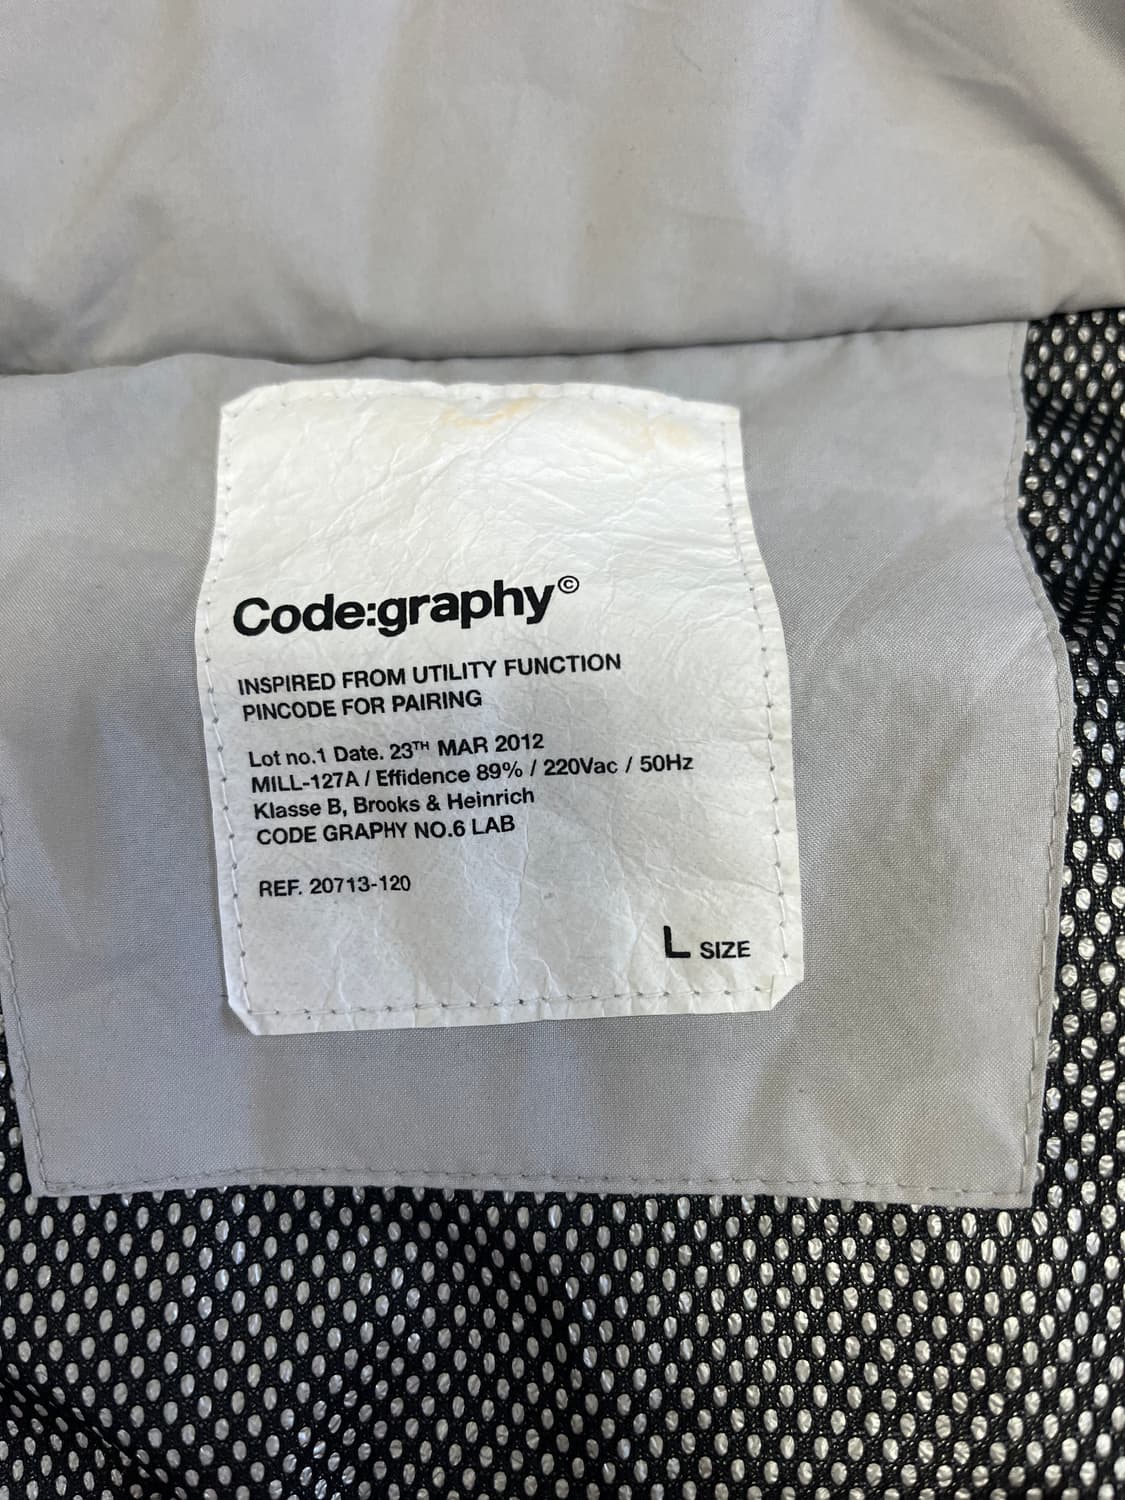 Code:graphy©
INSPIRED FROM UTILITY FUNCTION
PINCODE FOR PAIRING
Lot no.1 Date. 23TH MAR 2012
MILL-127A / Effidence 89% / 220Vac / 50Hz
Klasse B, Brooks & Heinrich
CODE GRAPHY NO.6 LAB
REF. 20713-120
L SIZE